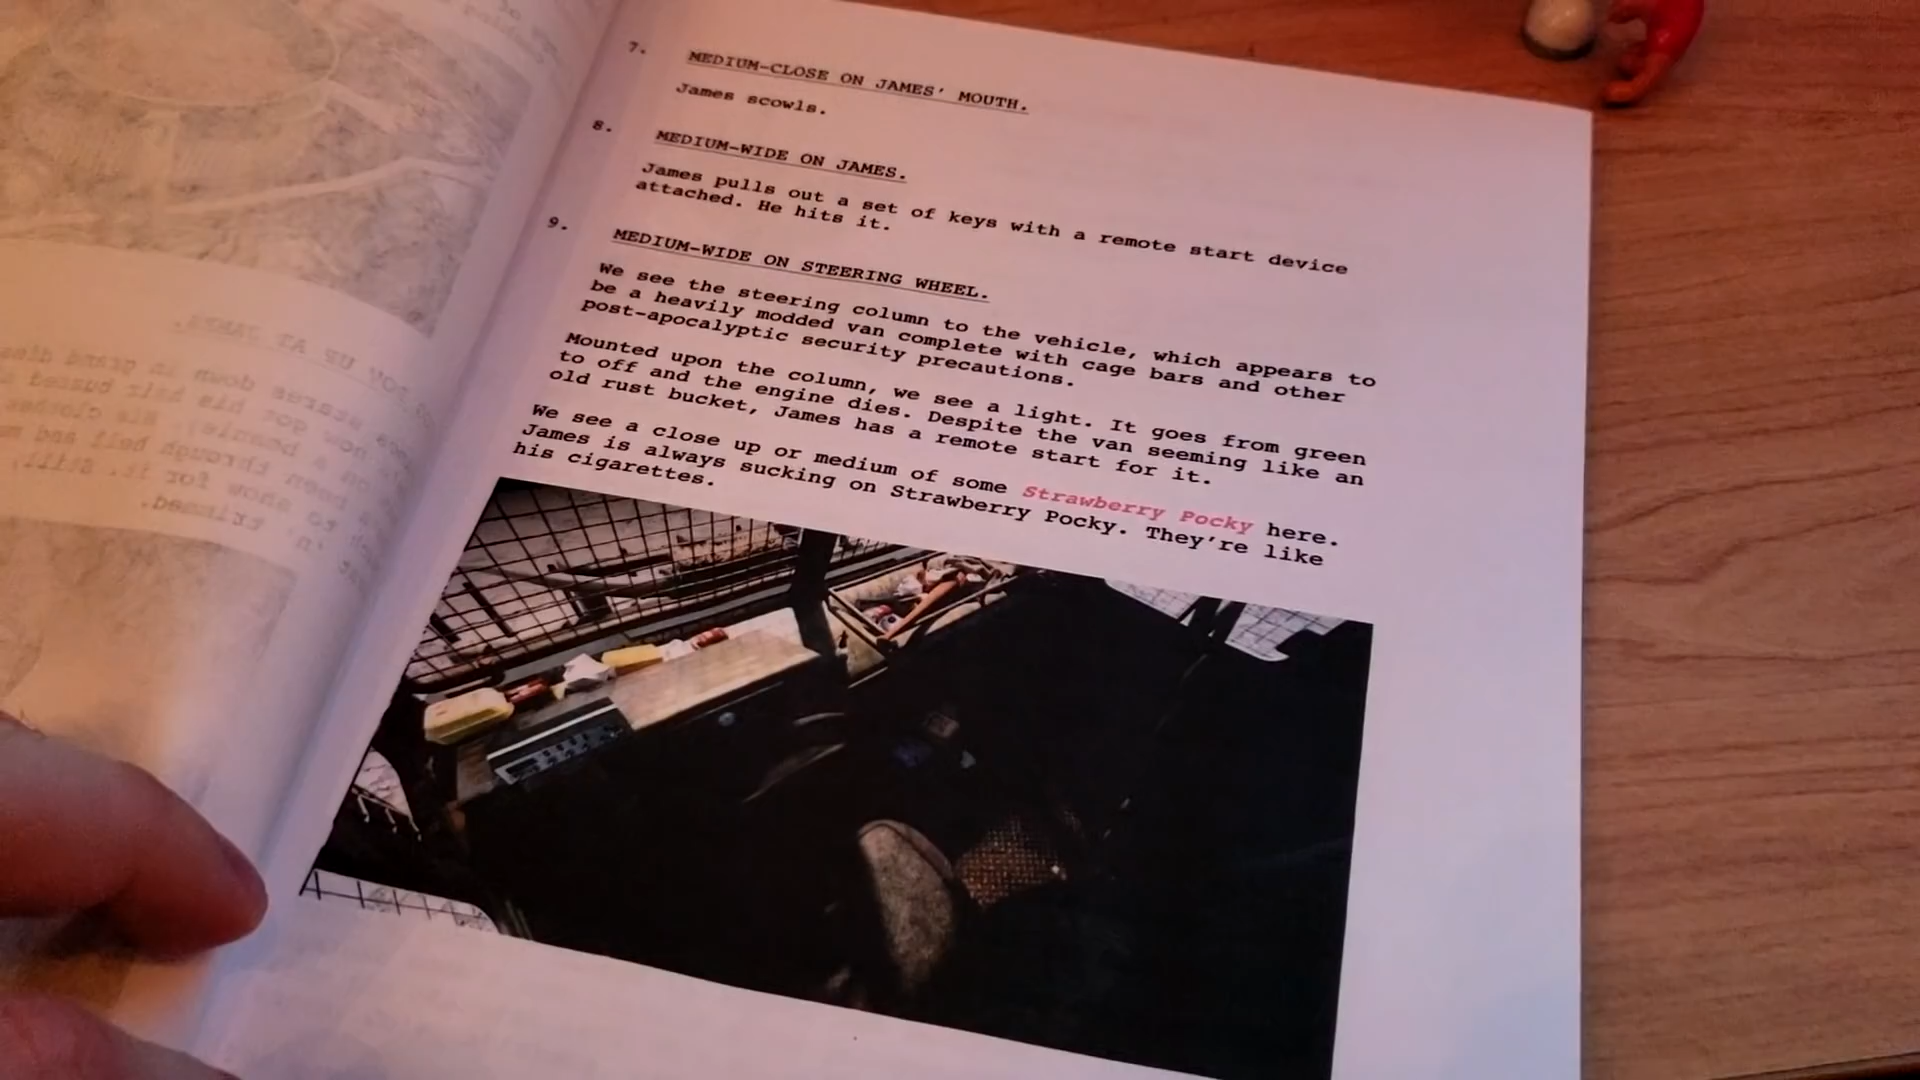 7.
MEDIUM-CLOSE ON JAMES' MOUTH.
James scowls.
8.
MEDIUM-WIDE ON JAMES.
James pulls out a set of keys with a remote start device
attached. He hits it.
9.
MEDIUM-WIDE ON STEERING WHEEL.
We see the steering column to the vehicle, which appears to
be a heavily modded van complete with cage bars and other
post-apocalyptic security precautions.
Mounted upon the column, we see a light. It goes from green
to off and the engine dies. Despite the van seeming like an
old rust bucket, James has a remote start for it.
We see a close up or medium of some Strawberry Pocky here.
James is always sucking on Strawberry Pocky. They're like
his cigarettes.